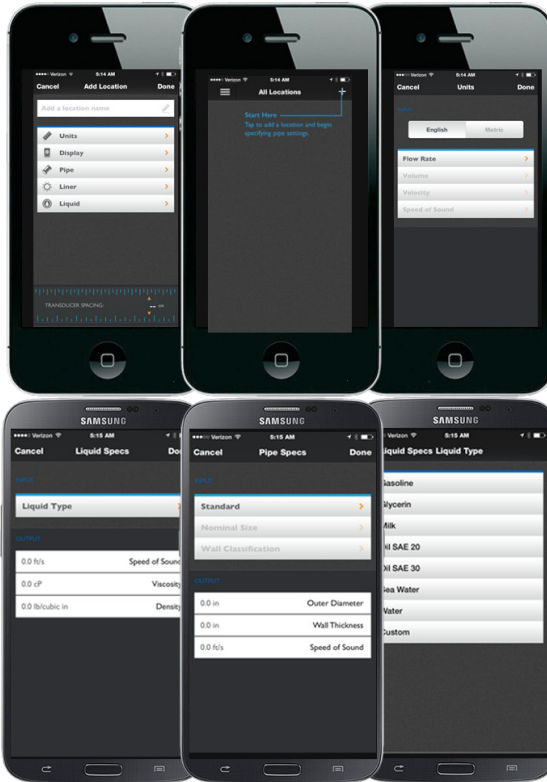 Verizon 5:14 AM
Cancel Add Location Done
Add a location name
Units
Display
Pipe
Liner
Liquid
TRANSDUCER SPACING
-- in
Verizon 5:14 AM
All Locations
Start Here
Tap to add a location and begin
specifying pipe settings.
Verizon 5:14 AM
Cancel Units Done
INPUT
English Metric
Flow Rate
Volume
Velocity
Speed of Sound
SAMSUNG
Verizon 5:15 AM
Cancel Liquid Specs Do
INPUT
Liquid Type
OUTPUT
0.0 ft/s Speed of Sound
0.0 cP Viscosity
0.0 lb/cubic in Density
SAMSUNG
Verizon 5:15 AM
Cancel Pipe Specs Done
INPUT
Standard
Nominal Size
Wall Classification
OUTPUT
0.0 in Outer Diameter
0.0 in Wall Thickness
0.0 ft/s Speed of Sound
SAMSUNG
Verizon 5:15 AM
Liquid Specs Liquid Type
Gasoline
Glycerin
Milk
Oil SAE 20
Oil SAE 30
Sea Water
Water
Custom